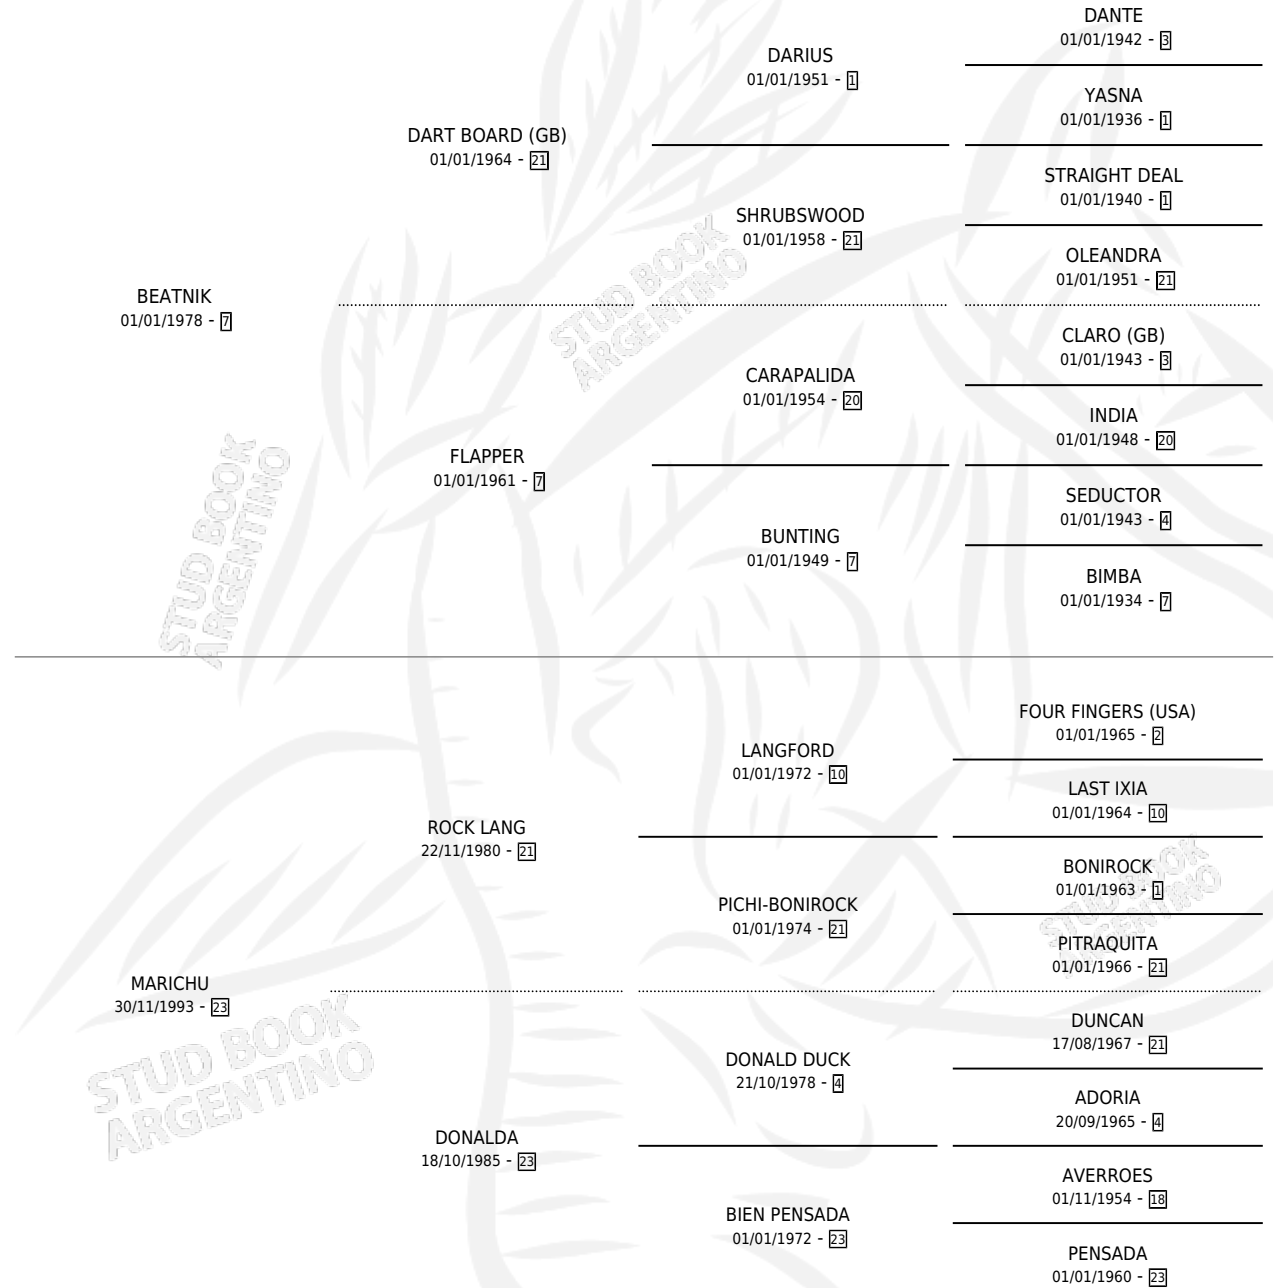 DANTE
01/01/1942 - 3
DARIUS
01/01/1951 - 1
YASNA
01/01/1936 - 1
DART BOARD (GB)
01/01/1964 - 21
STRAIGHT DEAL
01/01/1940 - 1
SHRUBSWOOD
01/01/1958 - 21
OLEANDRA
01/01/1951 - 21
BEATNIK
01/01/1978 - 7
STUD BOOK
ARGENTINO
CLARO (GB)
01/01/1943 - 3
CARAPALIDA
01/01/1954 - 20
INDIA
01/01/1948 - 20
FLAPPER
01/01/1961 - 7
SEDUCTOR
01/01/1943 - 4
BUNTING
01/01/1949 - 7
BIMBA
01/01/1934 - 7
STUD BOOK
ARGENTINO
FOUR FINGERS (USA)
01/01/1965 - 2
LANGFORD
01/01/1972 - 10
LAST IXIA
01/01/1964 - 10
ROCK LANG
22/11/1980 - 21
BONIROCK
01/01/1963 - 1
PICHI-BONIROCK
01/01/1974 - 21
STUD BOOK
ARGENTINO
PITRAQUITA
01/01/1966 - 21
MARICHU
30/11/1993 - 23
STUD BOOK
ARGENTINO
DUNCAN
17/08/1967 - 21
DONALD DUCK
21/10/1978 - 4
ADORIA
20/09/1965 - 4
DONALDA
18/10/1985 - 23
AVERROES
01/11/1954 - 18
BIEN PENSADA
01/01/1972 - 23
PENSADA
01/01/1960 - 23